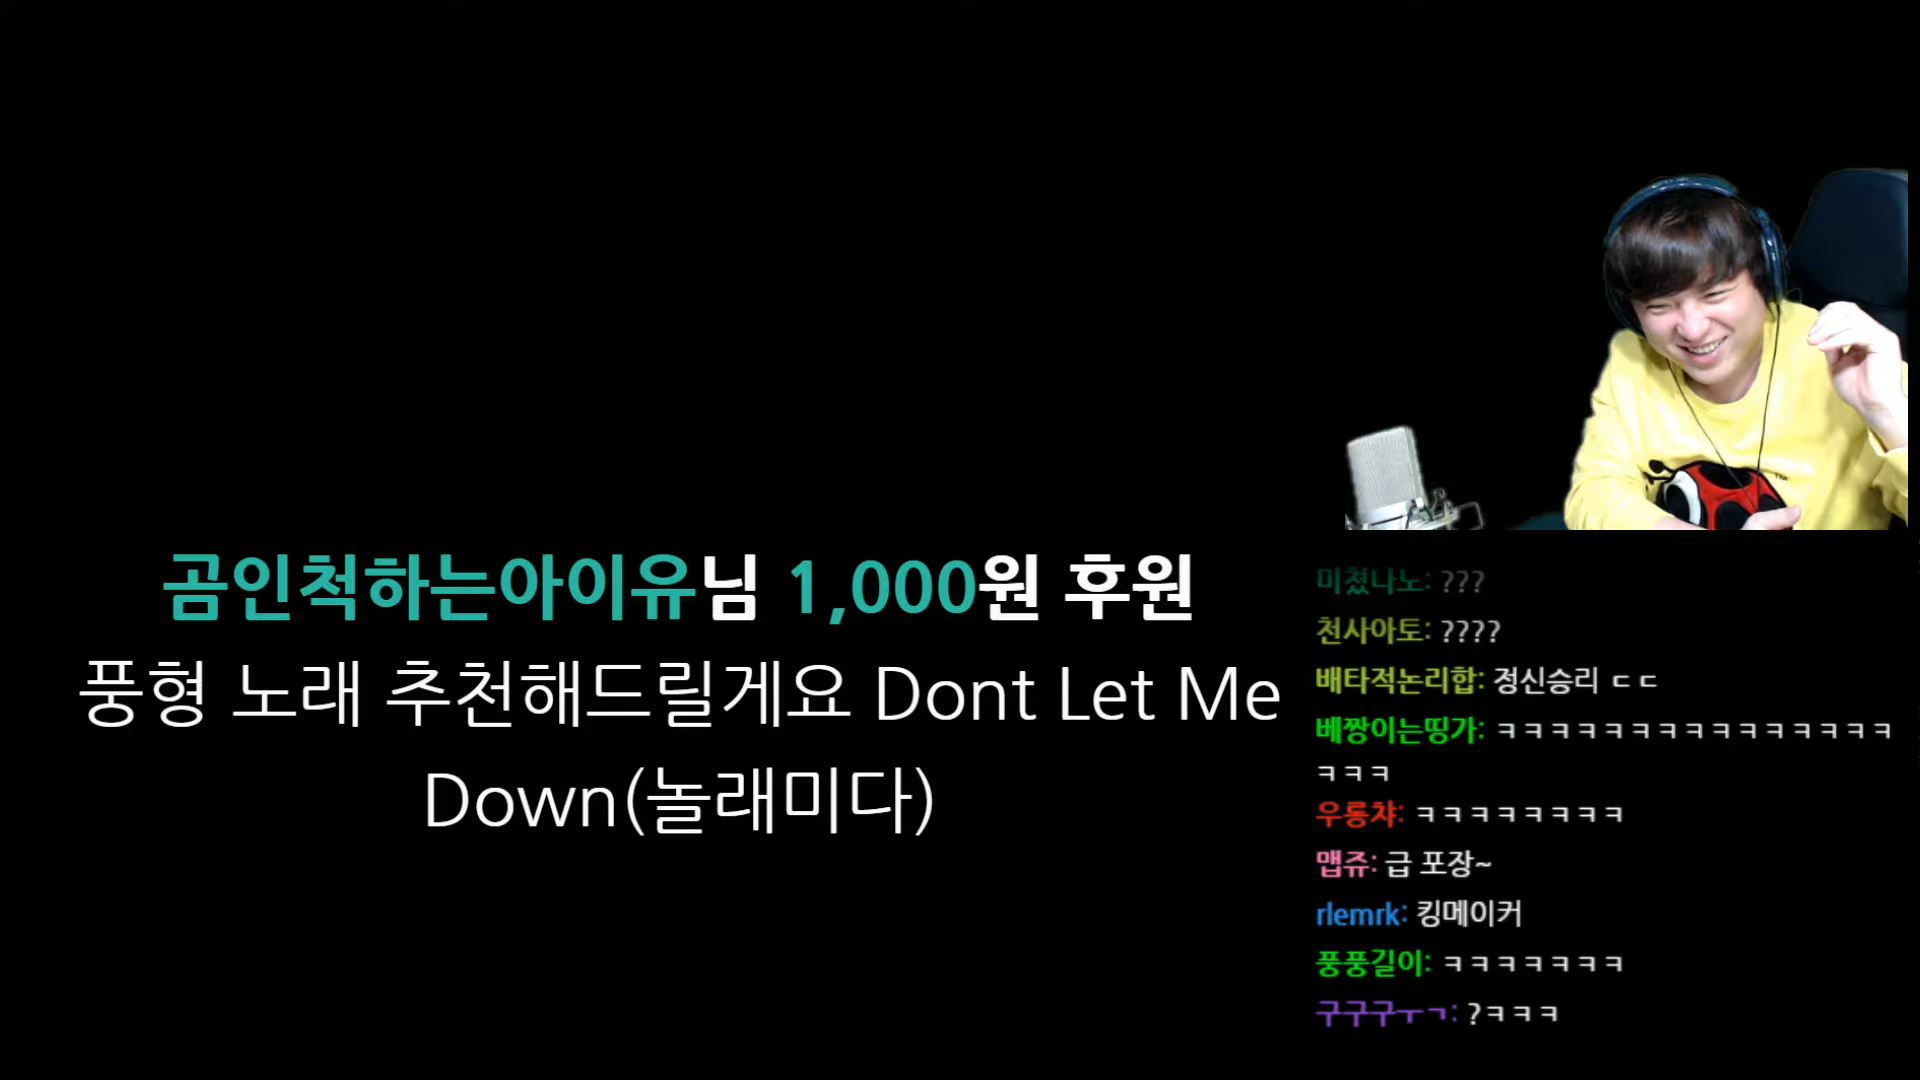 곰인척하는아이유님 1,000원 후원
풍형 노래 추천해드릴게요 Dont Let Me
Down(놀래미다)
미쳤나노: ???
천사아토: ????
배타적논리합: 정신승리 ㄷㄷ
베짱이는띵가: ㅋㅋㅋㅋㅋㅋㅋㅋㅋㅋㅋㅋㅋㅋㅋ
ㅋㅋㅋ
우롱챠: ㅋㅋㅋㅋㅋㅋㅋㅋ
맵쥬: 급 포장~
rlemrk: 킹메이커
풍풍길이: ㅋㅋㅋㅋㅋㅋㅋ
구구구ㅜㄱ: ?ㅋㅋㅋ